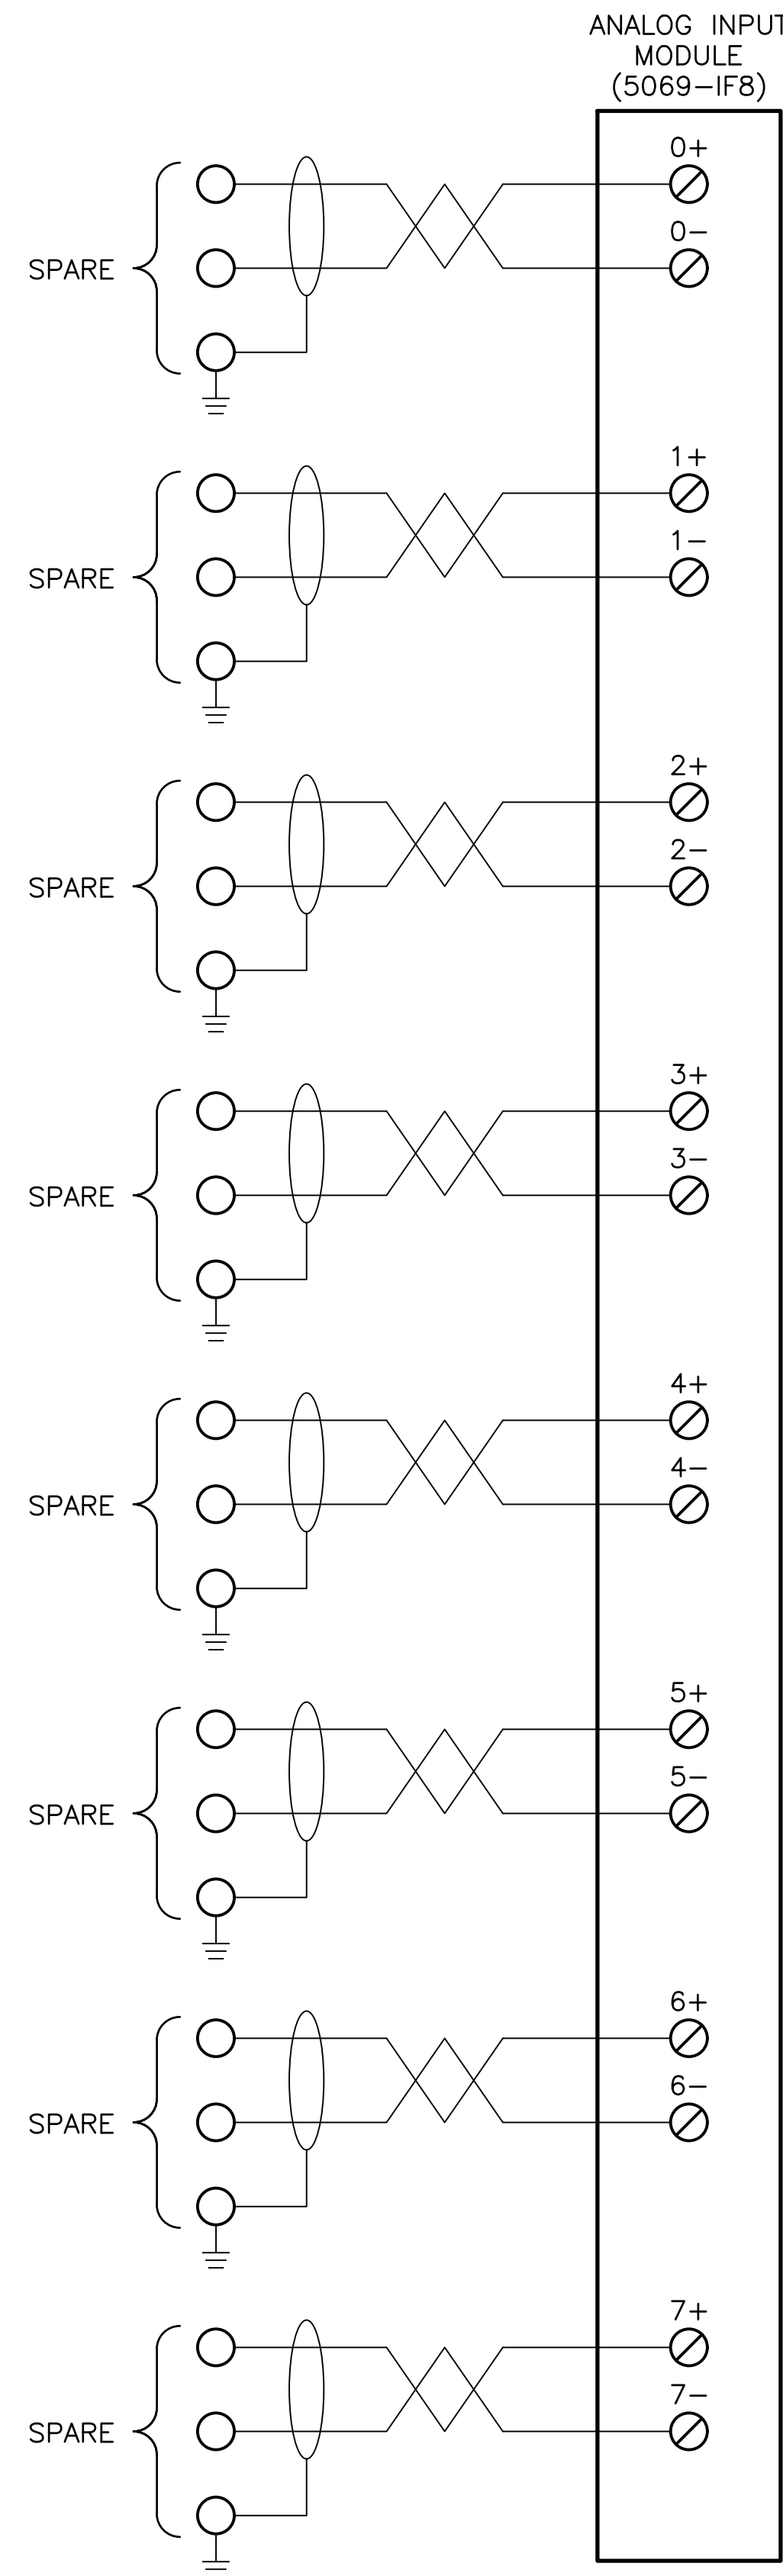 ANALOG INPUT
MODULE
(5069-IF8)
0+
0-
SPARE
1+
1-
SPARE
2+
2-
SPARE
3+
3-
SPARE
4+
4-
SPARE
5+
5-
SPARE
6+
6-
SPARE
7+
7-
SPARE